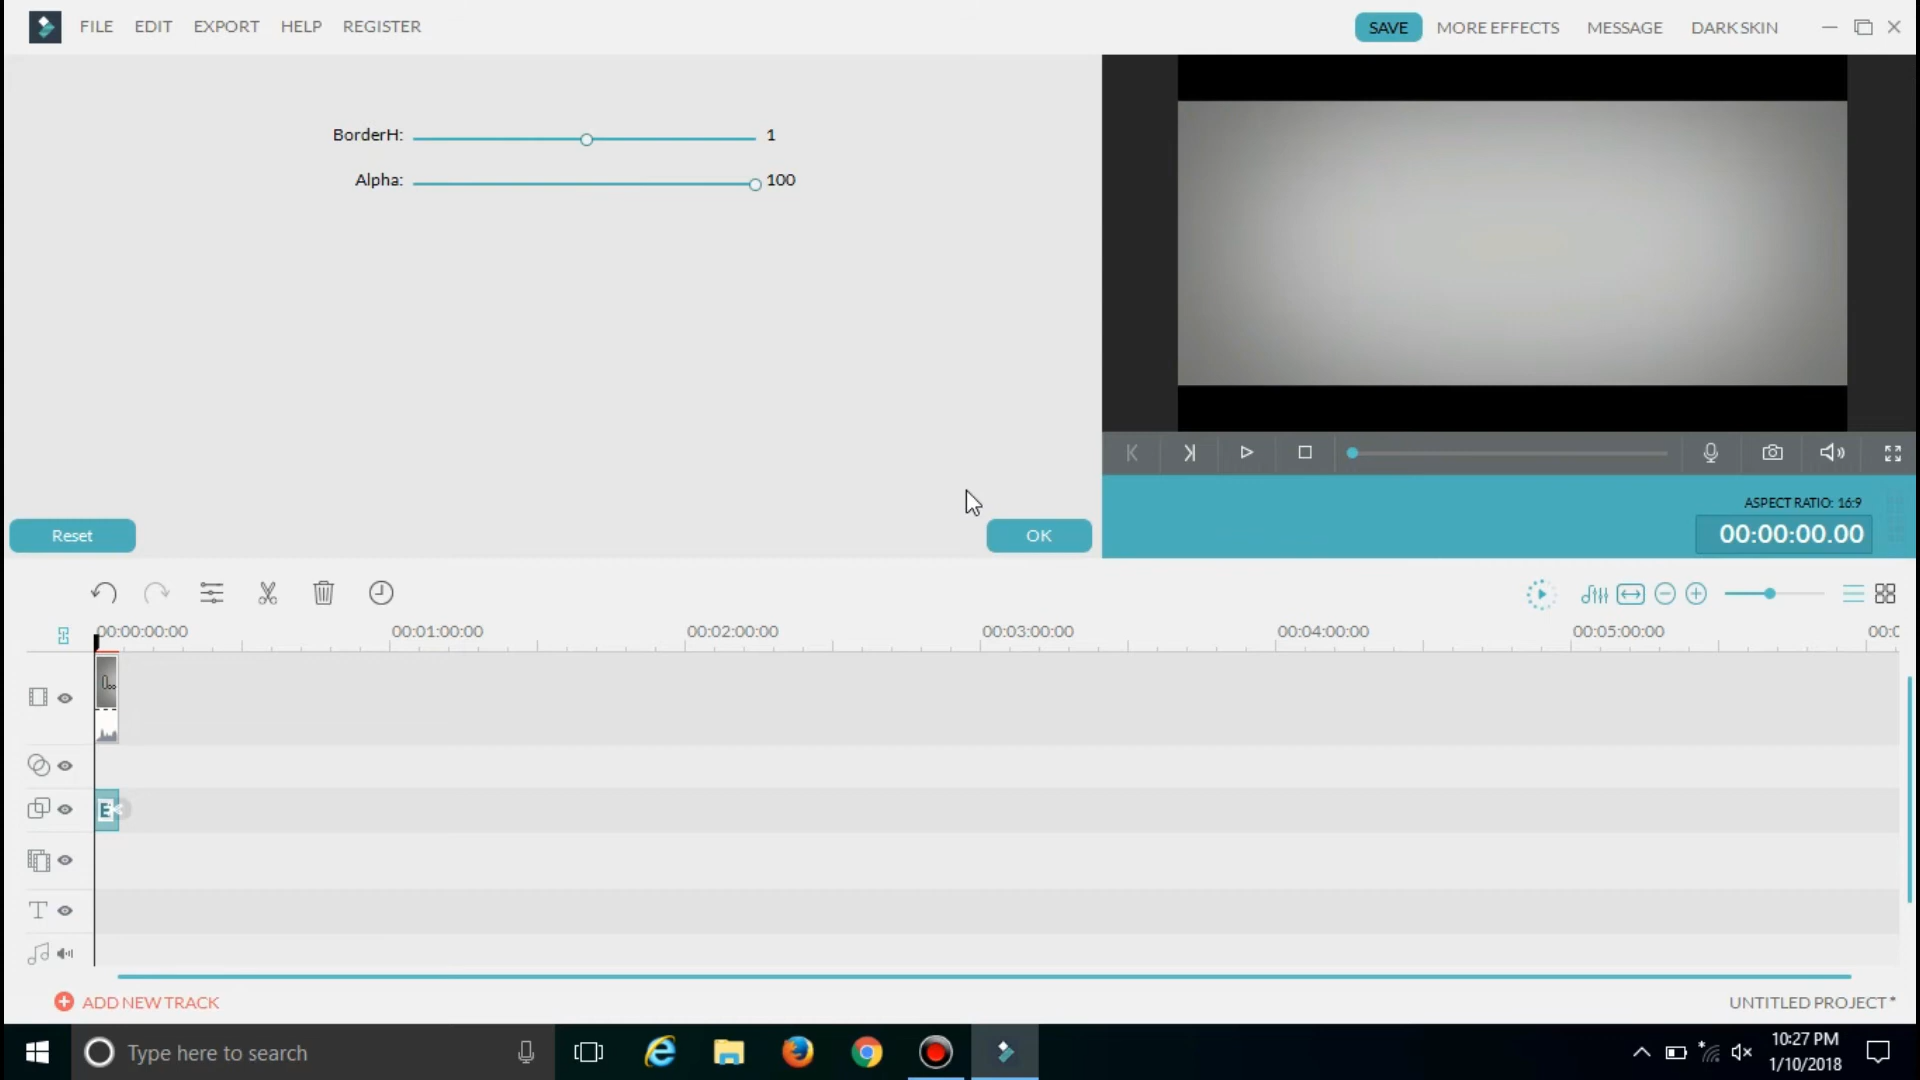 FILE EDIT EXPORT HELP REGISTER SAVE MORE EFFECTS MESSAGE DARK SKIN
BorderH: 1
Alpha: 100
ASPECT RATIO: 16:9
Reset OK 00:00:00.00
00:00:00:00 00:01:00:00 00:02:00:00 00:03:00:00 00:04:00:00 00:05:00:00
E
ADD NEW TRACK UNTITLED PROJECT *
Type here to search
10:27 PM
1/10/2018